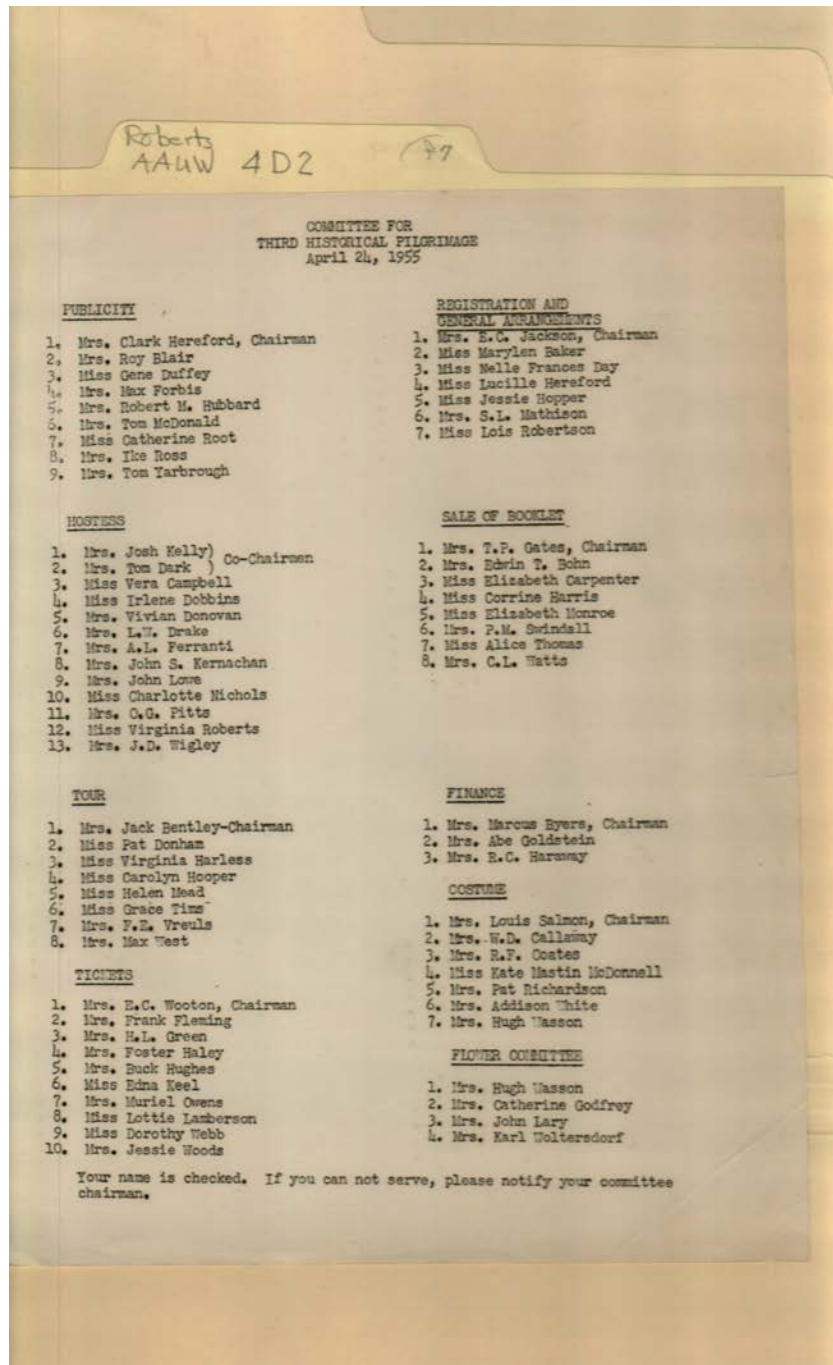 Roberts
AAUW 4D2
COMMITTEE FOR
THIRD HISTORICAL PILGRIMAGE
April 24, 1955
PUBLICITY
1. Mrs. Clark Hereford, Chairman
2. Mrs. Roy Blair
3. Miss Gene Duffey
4. Mrs. Max Forbis
5. Mrs. Robert M. Hubbard
6. Mrs. Tom McDonald
7. Miss Catherine Root
8. Mrs. Ike Ross
9. Mrs. Tom Yarbrough
REGISTRATION AND
GENERAL ARRANGEMENTS
1. Mrs. E.C. Jackson, Chairman
2. Miss Marylen Baker
3. Miss Nelle Frances Day
4. Miss Lucille Hereford
5. Miss Jessie Hopper
6. Mrs. S.L. Mathison
7. Miss Lois Robertson
HOSTESS
1. Mrs. Josh Kelly)
2. Mrs. Tom Dark ) Co-Chairmen
3. Miss Vera Campbell
4. Miss Irlene Dobbins
5. Mrs. Vivian Donovan
6. Mrs. L.W. Drake
7. Mrs. A.L. Ferranti
8. Mrs. John S. Kernachan
9. Mrs. John Lowe
10. Miss Charlotte Nichols
11. Mrs. O.G. Pitts
12. Miss Virginia Roberts
13. Mrs. J.D. Wigley
SALE OF BOOKLET
1. Mrs. T.P. Gates, Chairman
2. Mrs. Edwin T. Bohn
3. Miss Elizabeth Carpenter
4. Miss Corrine Harris
5. Miss Elizabeth Monroe
6. Mrs. P.M. Swindall
7. Miss Alice Thomas
8. Mrs. C.L. Watts
TOUR
1. Mrs. Jack Bentley-Chairman
2. Miss Pat Donham
3. Miss Virginia Harless
4. Miss Carolyn Hooper
5. Miss Helen Mead
6. Miss Grace Tims
7. Mrs. F.E. Vreuls
8. Mrs. Max West
FINANCE
1. Mrs. Marcus Byers, Chairman
2. Mrs. Abe Goldstein
3. Mrs. R.C. Haraway
COSTUME
1. Mrs. Louis Salmon, Chairman
2. Mrs. W.D. Callaway
3. Mrs. R.F. Coates
4. Miss Kate Mastin McDonnell
5. Mrs. Pat Richardson
6. Mrs. Addison White
7. Mrs. Hugh Wasson
TICKETS
1. Mrs. E.C. Wooton, Chairman
2. Mrs. Frank Fleming
3. Mrs. H.L. Green
4. Mrs. Foster Haley
5. Mrs. Buck Hughes
6. Miss Edna Keel
7. Mrs. Muriel Owens
8. Miss Lottie Lamberson
9. Miss Dorothy Webb
10. Mrs. Jessie Woods
FLOWER COMMITTEE
1. Mrs. Hugh Wasson
2. Mrs. Catherine Godfrey
3. Mrs. John Lary
4. Mrs. Karl Woltersdorf
Your name is checked. If you can not serve, please notify your committee
chairman.